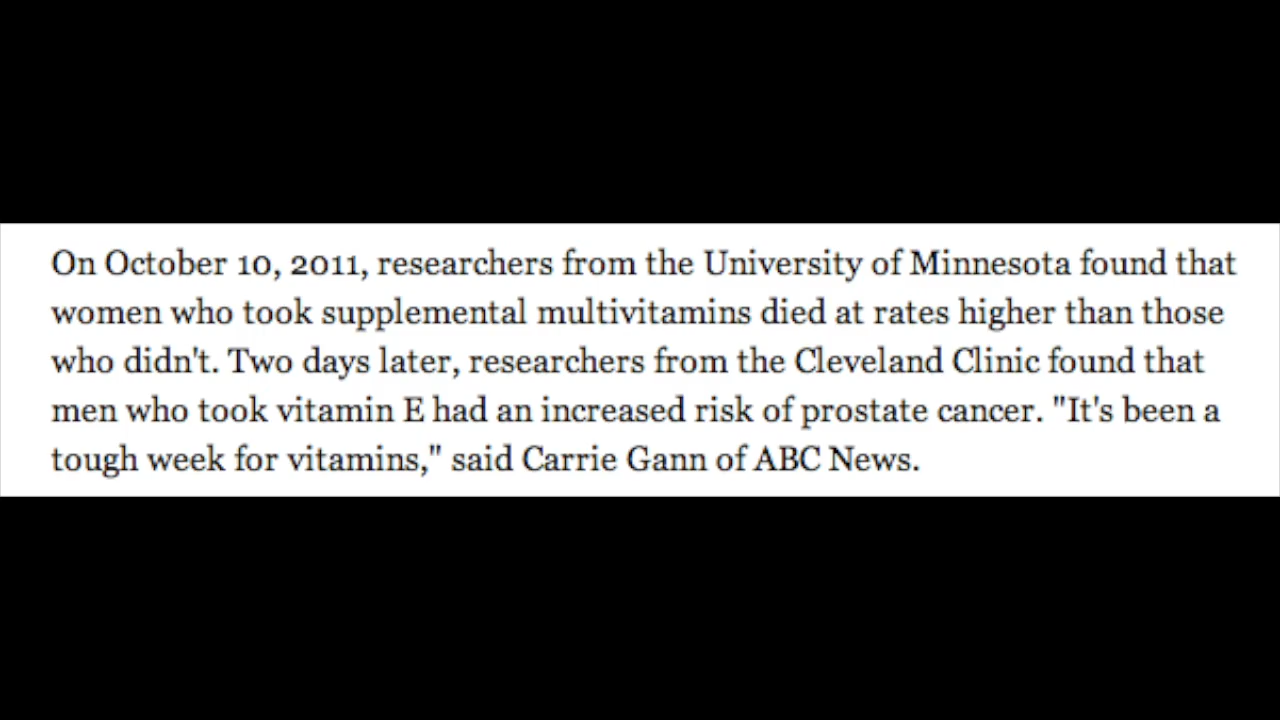 On October 10, 2011, researchers from the University of Minnesota found that
women who took supplemental multivitamins died at rates higher than those
who didn't. Two days later, researchers from the Cleveland Clinic found that
men who took vitamin E had an increased risk of prostate cancer. "It's been a
tough week for vitamins," said Carrie Gann of ABC News.